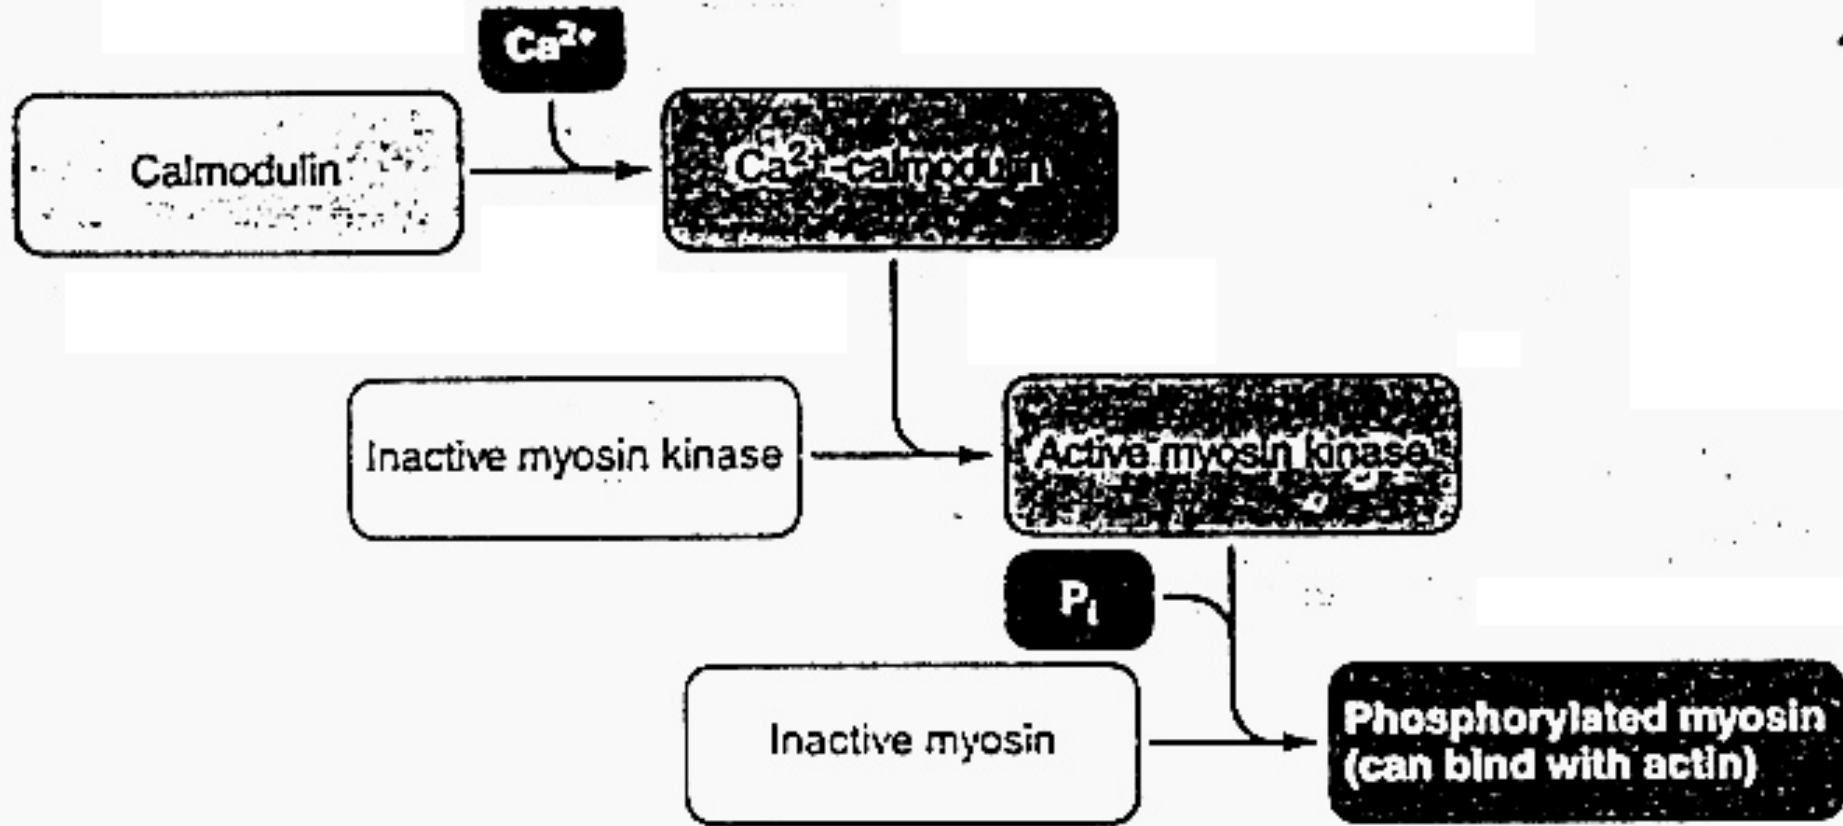 Ca²⁺
Calmodulin
Ca²⁺-calmodulin
Inactive myosin kinase
Active myosin kinase
Pᵢ
Inactive myosin
Phosphorylated myosin
(can bind with actin)